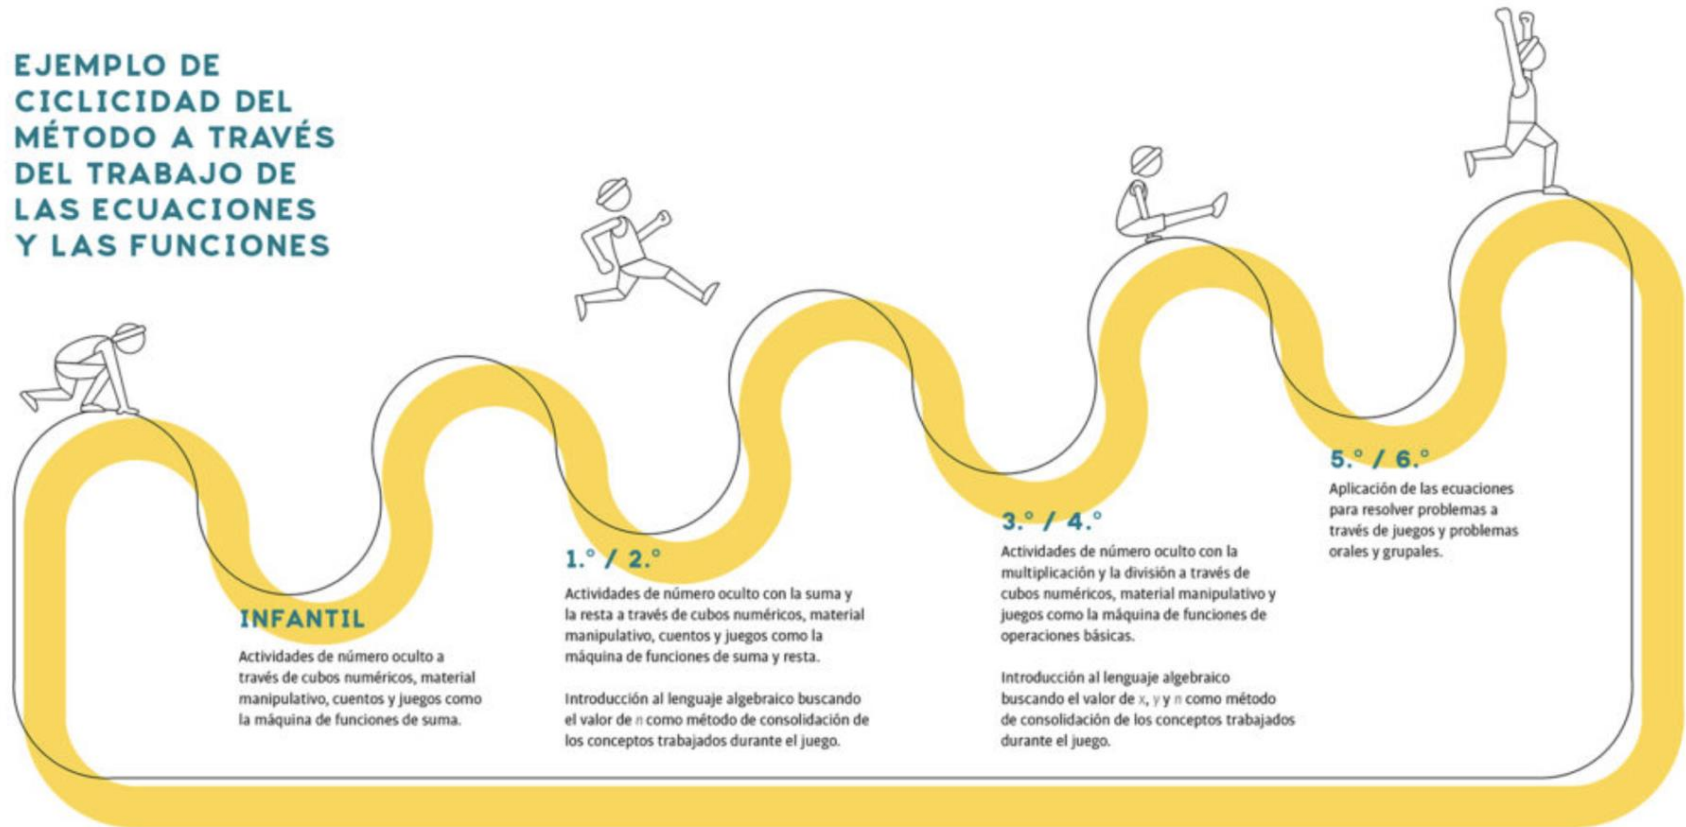 EJEMPLO DE
CICLICIDAD DEL
MÉTODO A TRAVÉS
DEL TRABAJO DE
LAS ECUACIONES
Y LAS FUNCIONES
INFANTIL
Actividades de número oculto a
través de cubos numéricos, material
manipulativo, cuentos y juegos como
la máquina de funciones de suma.
1.° / 2.°
Actividades de número oculto con la suma y
la resta a través de cubos numéricos, material
manipulativo, cuentos y juegos como la
máquina de funciones de suma y resta.
Introducción al lenguaje algebraico buscando
el valor de n como método de consolidación de
los conceptos trabajados durante el juego.
3.° / 4.°
Actividades de número oculto con la
multiplicación y la división a través de
cubos numéricos, material manipulativo y
juegos como la máquina de funciones de
operaciones básicas.
Introducción al lenguaje algebraico
buscando el valor de x, y y n como método
de consolidación de los conceptos trabajados
durante el juego.
5.° / 6.°
Aplicación de las ecuaciones
para resolver problemas a
través de juegos y problemas
orales y grupales.